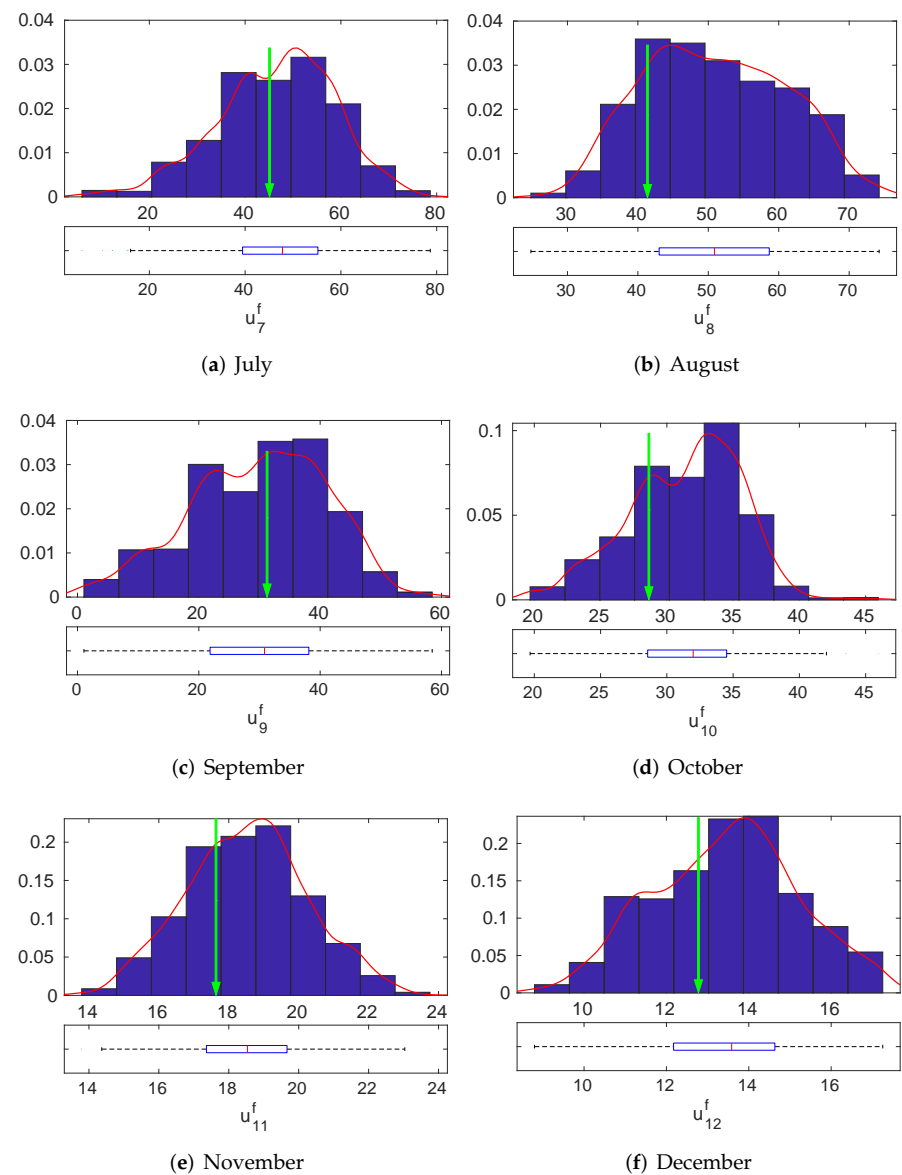 0.04
0.03
0.02
0.01
0
20 40 60 80
20 40 60 80
u_7^f
(a) July
0.04
0.03
0.02
0.01
0
30 40 50 60 70
30 40 50 60 70
u_8^f
(b) August
0.04
0.03
0.02
0.01
0
0 20 40 60
0 20 40 60
u_9^f
(c) September
0.1
0.05
0
20 25 30 35 40 45
20 25 30 35 40 45
u_10^f
(d) October
0.2
0.15
0.1
0.05
0
14 16 18 20 22 24
14 16 18 20 22 24
u_11^f
(e) November
0.2
0.15
0.1
0.05
0
10 12 14 16
10 12 14 16
u_12^f
(f) December